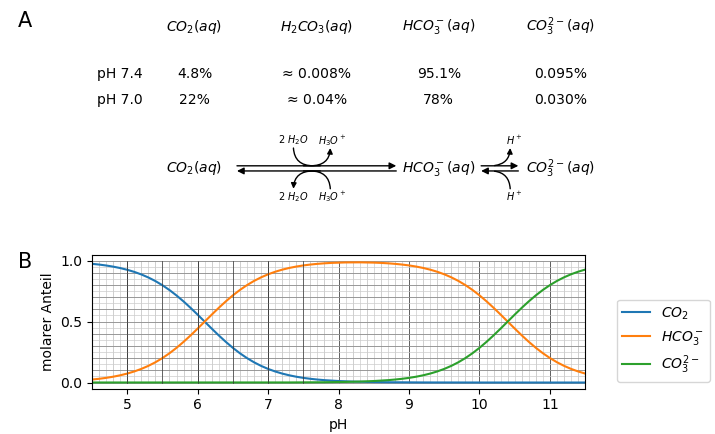 A
CO₂(aq) H₂CO₃(aq) HCO₃⁻(aq) CO₃²⁻(aq)
pH 7.4 4.8% ≈ 0.008% 95.1% 0.095%
pH 7.0 22% ≈ 0.04% 78% 0.030%
2 H₂O H₃O⁺ H⁺
CO₂(aq) HCO₃⁻(aq) CO₃²⁻(aq)
2 H₂O H₃O⁺ H⁺
B
molarer Anteil
1.0
0.5
0.0
5 6 7 8 9 10 11
pH
CO₂
HCO₃⁻
CO₃²⁻